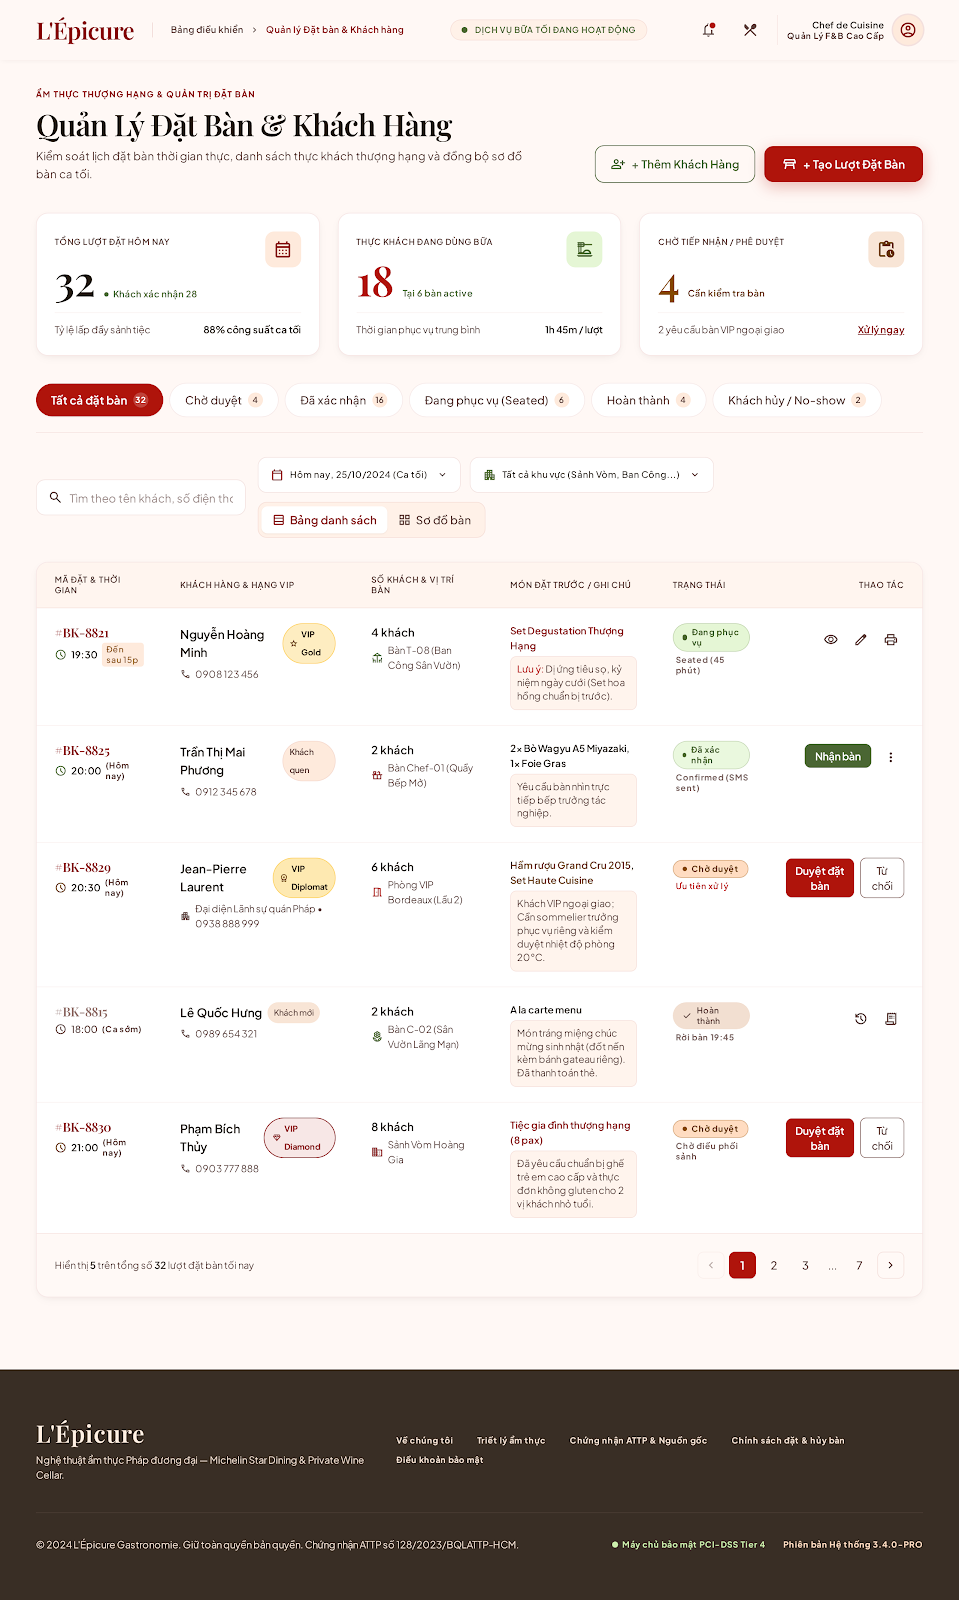 L'Épicure
Bảng điều khiển > Quản lý Đặt Bàn & Khách hàng
DỊCH VỤ BỮA TỐI ĐANG HOẠT ĐỘNG
Chef de Cuisine
Quản Lý F&B Cao Cấp
ẨM THỰC THƯỢNG HẠNG & QUẢN TRỊ ĐẶT BÀN
Quản Lý Đặt Bàn & Khách Hàng
Kiểm soát lịch đặt bàn thời gian thực, danh sách thực khách thượng hạng và đồng bộ sơ đồ
bàn ca tối.
+ Thêm Khách Hàng
+ Tạo Lượt Đặt Bàn
TỔNG LƯỢT ĐẶT HÔM NAY
32
Khách xác nhận 28
Tỷ lệ lấp đầy sảnh tiệc
88% công suất ca tối
THỰC KHÁCH ĐANG DÙNG BỮA
18
Tại 6 bàn active
Thời gian phục vụ trung bình
1h 45m / lượt
CHỜ TIẾP NHẬN / PHÊ DUYỆT
4
Cần kiểm tra bàn
2 yêu cầu bàn VIP ngoại giao
Xử lý ngay
Tất cả đặt bàn 32
Chờ duyệt 4
Đã xác nhận 16
Đang phục vụ (Seated) 6
Hoàn thành 4
Khách hủy / No-show 2
Tìm theo tên khách, số điện tho
Hôm nay, 25/10/2024 (Ca tối)
Tất cả khu vực (Sảnh Vòm, Ban Công...)
Bảng danh sách
Sơ đồ bàn
MÃ ĐẶT & THỜI
GIAN
KHÁCH HÀNG & HẠNG VIP
SỐ KHÁCH & VỊ TRÍ
BÀN
MÓN ĐẶT TRƯỚC / GHI CHÚ
TRẠNG THÁI
THAO TÁC
#BK-8821
19:30
Đến
sau 15p
Nguyễn Hoàng
Minh
VIP
Gold
0908 123 456
4 khách
Bàn T-08 (Ban
Công Sân Vườn)
Set Degustation Thượng
Hạng
Lưu ý: Dị ứng tiêu sọ, kỷ
niệm ngày cưới (Set hoa
hồng chuẩn bị trước).
Đang phục
vụ
Seated (45
phút)
#BK-8825
20:00
(Hôm
nay)
Trần Thị Mai
Phương
Khách
quen
0912 345 678
2 khách
Bàn Chef-01 (Quầy
Bếp Mở)
2x Bò Wagyu A5 Miyazaki,
1x Foie Gras
Yêu cầu bàn nhìn trực
tiếp bếp trưởng tác
nghiệp.
Đã xác
nhận
Confirmed (SMS
sent)
Nhận bàn
#BK-8829
20:30
(Hôm
nay)
Jean-Pierre
Laurent
VIP
Diplomat
Đại diện Lãnh sự quán Pháp •
0938 888 999
6 khách
Phòng VIP
Bordeaux (Lầu 2)
Hầm rượu Grand Cru 2015,
Set Haute Cuisine
Khách VIP ngoại giao:
Cần sommelier trưởng
phục vụ riêng và kiểm
duyệt nhiệt độ phòng
20°C.
Chờ duyệt
Ưu tiên xử lý
Duyệt đặt
bàn
Từ
chối
#BK-8815
18:00 (Ca sớm)
Lê Quốc Hưng
Khách mới
0989 654 321
2 khách
Bàn C-02 (Sân
Vườn Lãng Mạn)
A la carte menu
Món tráng miệng chúc
mừng sinh nhật (đốt nến
kèm bánh gateau riêng).
Đã thanh toán thẻ.
Hoàn
thành
Rời bàn 19:45
#BK-8830
21:00
(Hôm
nay)
Phạm Bích
Thủy
VIP
Diamond
0903 777 888
8 khách
Sảnh Vòm Hoàng
Gia
Tiệc gia đình thượng hạng
(8 pax)
Đã yêu cầu chuẩn bị ghế
trẻ em cao cấp và thực
đơn không gluten cho 2
vị khách nhỏ tuổi.
Chờ duyệt
Chờ điều phối
sảnh
Duyệt đặt
bàn
Từ
chối
Hiển thị 5 trên tổng số 32 lượt đặt bàn tối nay
‹ 1 2 3 ... 7 ›
L'Épicure
Nghệ thuật ẩm thực Pháp đương đại — Michelin Star Dining & Private Wine
Cellar.
Về chúng tôi
Triết lý ẩm thực
Chứng nhận ATTP & Nguồn gốc
Chính sách đặt & hủy bàn
Điều khoản bảo mật
© 2024 L'Épicure Gastronomie. Giữ toàn quyền bản quyền. Chứng nhận ATTP số 128/2023/BQLATTP-HCM.
Máy chủ bảo mật PCI-DSS Tier 4
Phiên bản Hệ thống 3.4.0-PRO